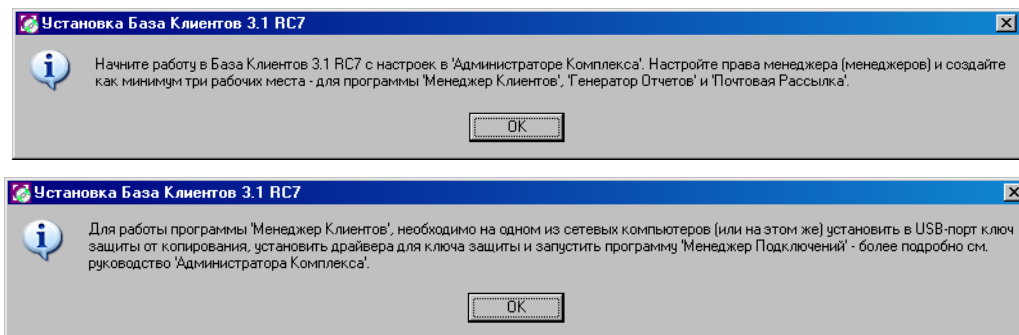 Установка База Клиентов 3.1 RC7
Начните работу в База Клиентов 3.1 RC7 с настроек в 'Администраторе Комплекса'. Настройте права менеджера (менеджеров) и создайте
как минимум три рабочих места - для программы 'Менеджер Клиентов', 'Генератор Отчетов' и 'Почтовая Рассылка'.
OK
Установка База Клиентов 3.1 RC7
Для работы программы 'Менеджер Клиентов', необходимо на одном из сетевых компьютеров (или на этом же) установить в USB-порт ключ
защиты от копирования, установить драйвера для ключа защиты и запустить программу 'Менеджер Подключений' - более подробно см.
руководство 'Администратора Комплекса'.
OK